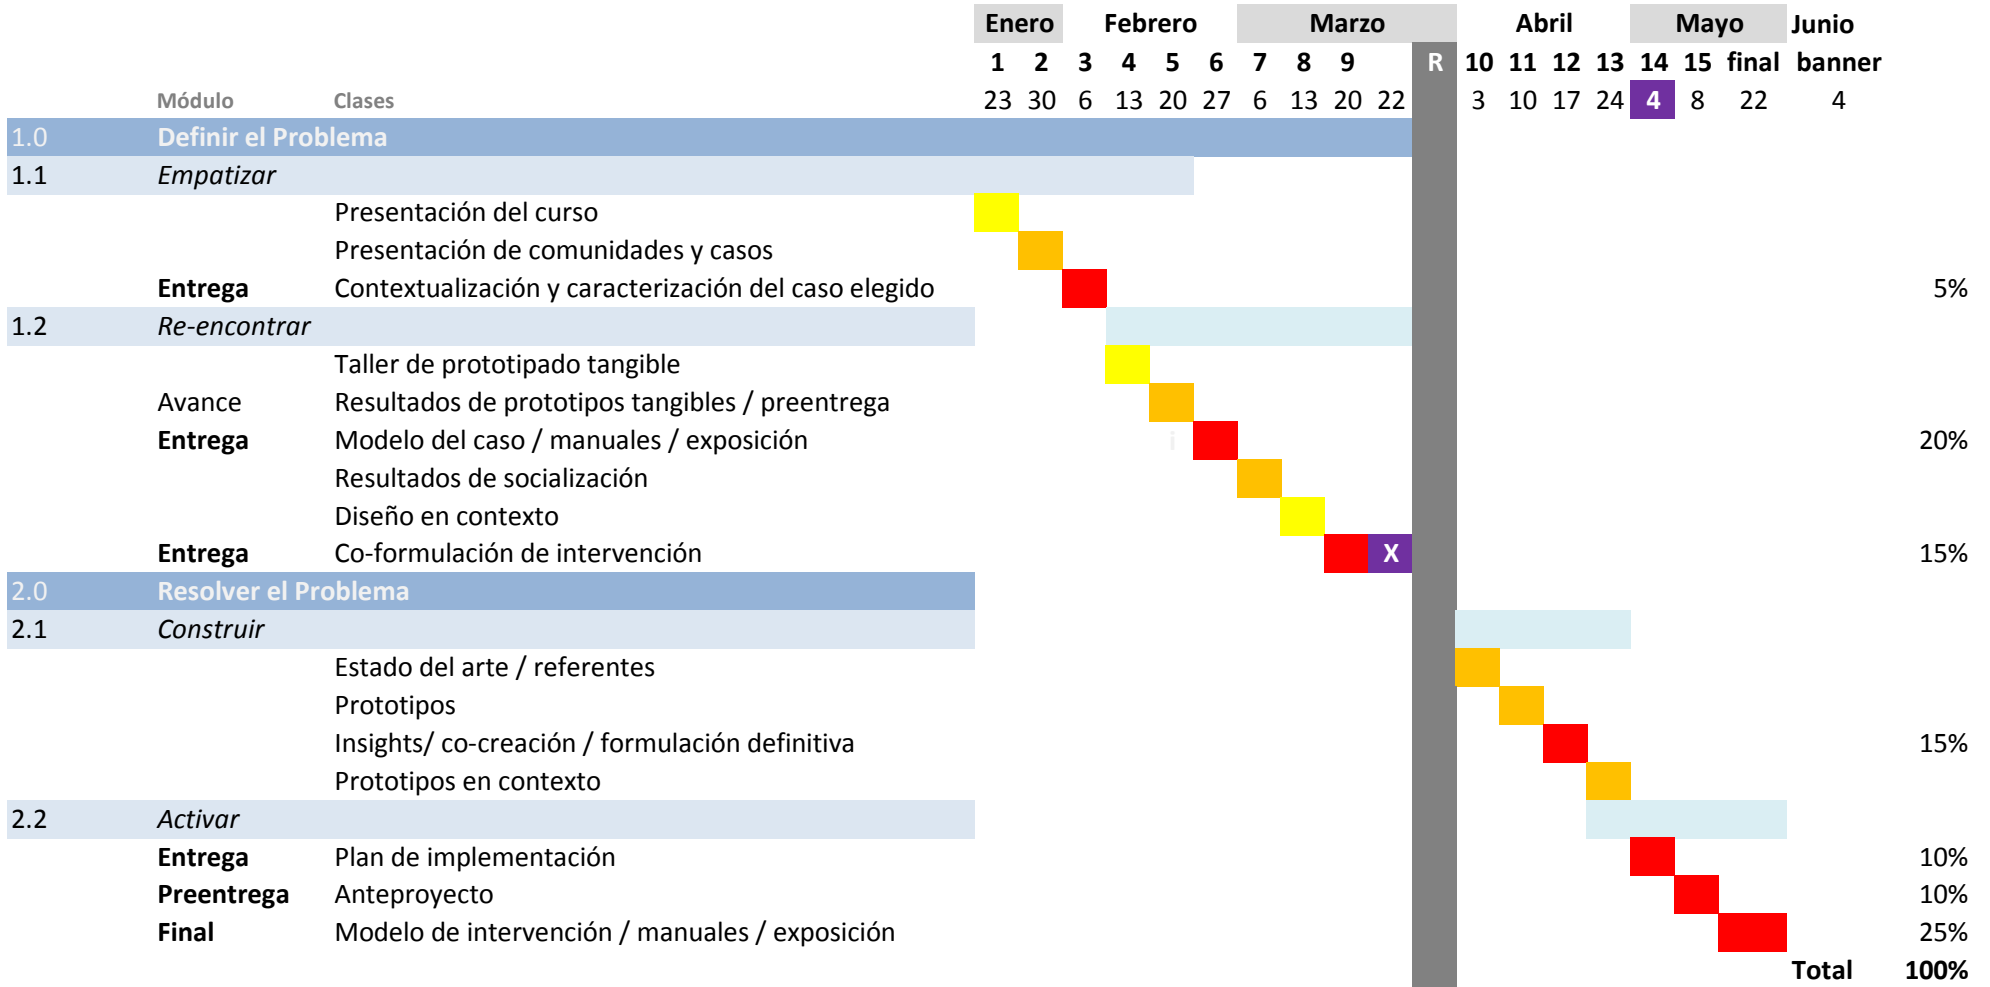 Enero Febrero Marzo Abril Mayo Junio
1 2 3 4 5 6 7 8 9 R 10 11 12 13 14 15 final banner
Módulo Clases 23 30 6 13 20 27 6 13 20 22 3 10 17 24 4 8 22 4
1.0 Definir el Problema
1.1 Empatizar
Presentación del curso
Presentación de comunidades y casos
Entrega Contextualización y caracterización del caso elegido 5%
1.2 Re-encontrar
Taller de prototipado tangible
Avance Resultados de prototipos tangibles / preentrega
Entrega Modelo del caso / manuales / exposición i 20%
Resultados de socialización
Diseño en contexto
Entrega Co-formulación de intervención X 15%
2.0 Resolver el Problema
2.1 Construir
Estado del arte / referentes
Prototipos
Insights/ co-creación / formulación definitiva 15%
Prototipos en contexto
2.2 Activar
Entrega Plan de implementación 10%
Preentrega Anteproyecto 10%
Final Modelo de intervención / manuales / exposición 25%
Total 100%